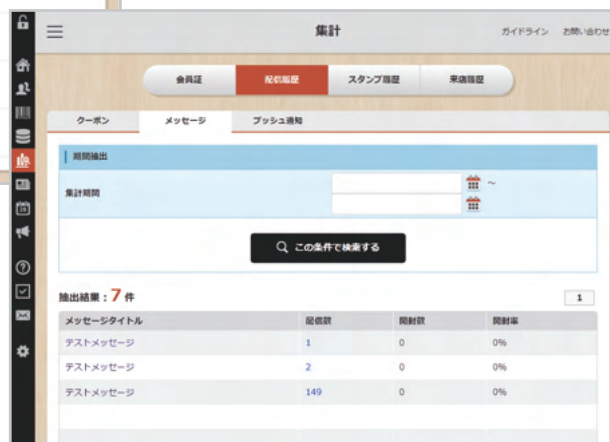 集計
ガイドライン お問い合わせ
会員証 配信履歴 スタンプ履歴 来店履歴
クーポン メッセージ プッシュ通知
期間抽出
集計期間 ～
この条件で検索する
抽出結果：7 件 1
メッセージタイトル 配信数 開封数 開封率
テストメッセージ 1 0 0%
テストメッセージ 2 0 0%
テストメッセージ 149 0 0%